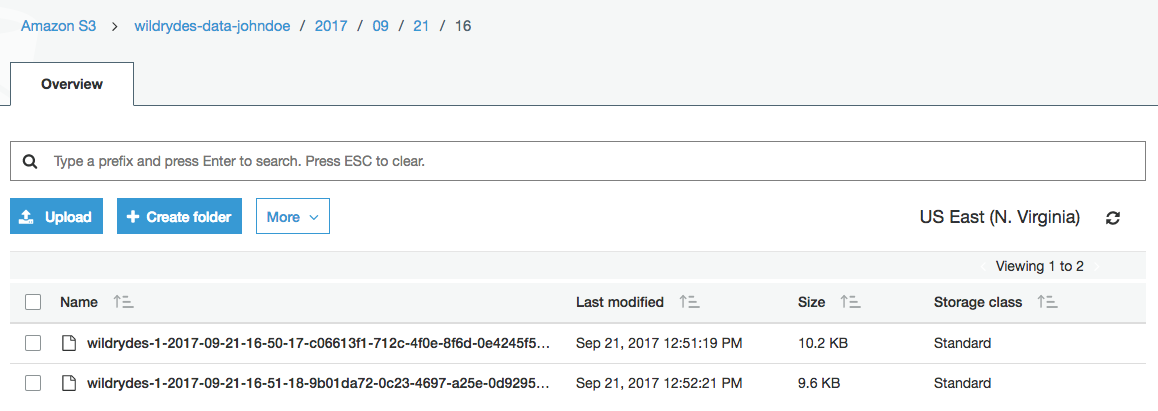 Amazon S3 > wildrydes-data-johndoe / 2017 / 09 / 21 / 16
Overview
Type a prefix and press Enter to search. Press ESC to clear.
Upload Create folder More US East (N. Virginia)
Viewing 1 to 2
Name Last modified Size Storage class
wildrydes-1-2017-09-21-16-50-17-c06613f1-712c-4f0e-8f6d-0e4245f5... Sep 21, 2017 12:51:19 PM 10.2 KB Standard
wildrydes-1-2017-09-21-16-51-18-9b01da72-0c23-4697-a25e-0d9295... Sep 21, 2017 12:52:21 PM 9.6 KB Standard